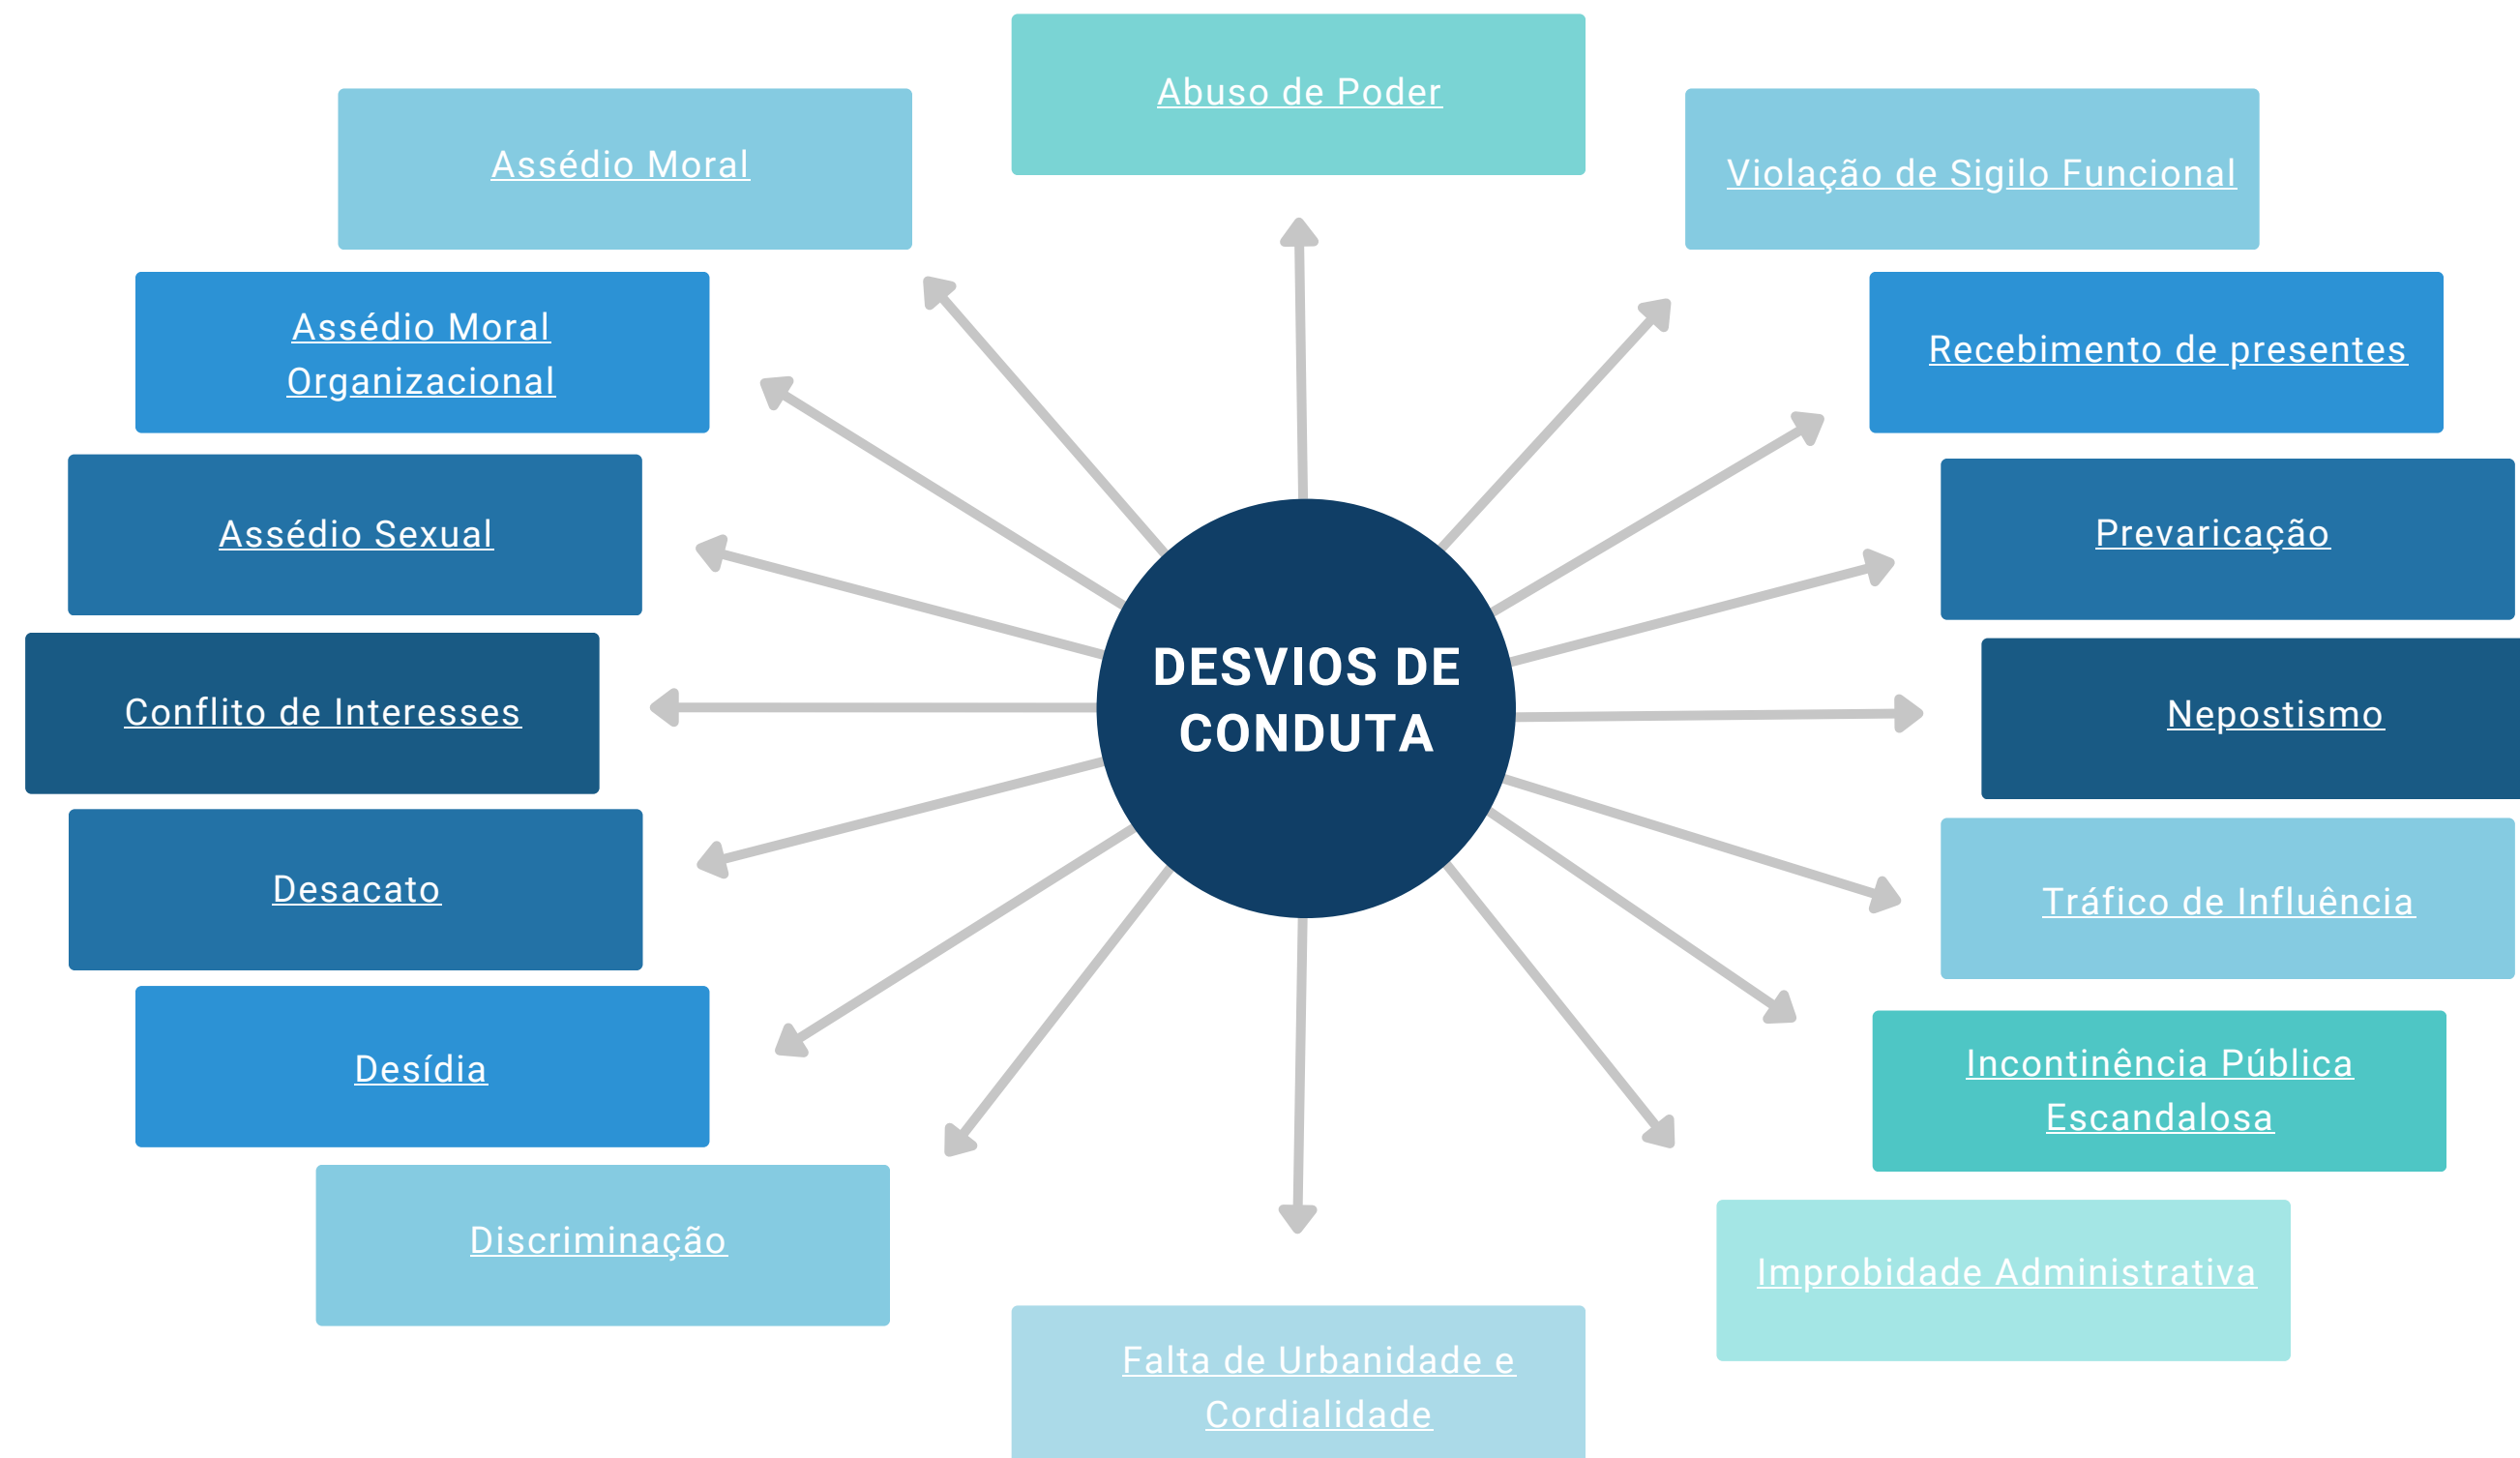 Abuso de Poder
Assédio Moral
Violação de Sigilo Funcional
Assédio Moral
Organizacional
Recebimento de presentes
Assédio Sexual
Prevaricação
DESVIOS DE
CONDUTA
Conflito de Interesses
Nepostismo
Desacato
Tráfico de Influência
Desídia
Incontinência Pública
Escandalosa
Discriminação
Improbidade Administrativa
Falta de Urbanidade e
Cordialidade